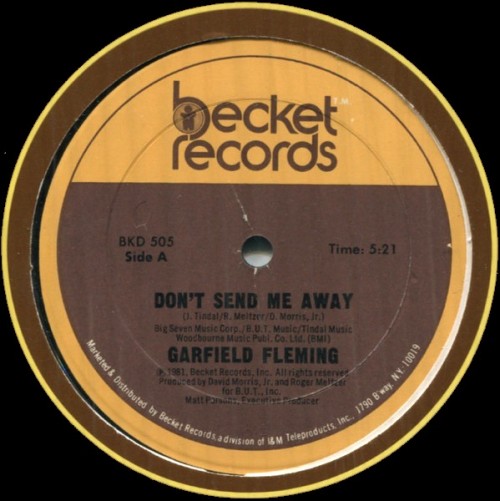 becket T.M.
records
BKD 505
Side A
Time: 5:21
DON'T SEND ME AWAY
(J. Tindal/R. Meltzer/D. Morris, Jr.)
Big Seven Music Corp./B.U.T. Music/Tindal Music
Woocbourne Music Publ. Co. Ltd. (BMI)
GARFIELD FLEMING
℗ 1981, Becket Records, Inc. All rights reserved
Produced by David Morris, Jr. and Roger Meltzer
for B.U.T., Inc.
Matt Parsons, Executive Producer
Marketed & Distributed by Becket Records, a division of I&M Teleproducts, Inc., 1790 B'way, N.Y. 10019